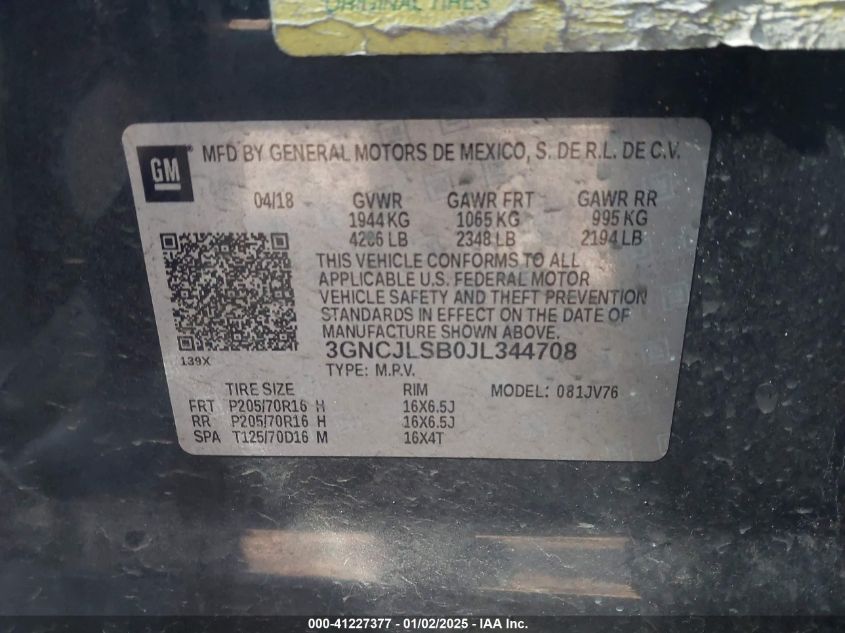 ORIGINAL TIRES
GM
® MFD BY GENERAL MOTORS DE MEXICO, S. DE R.L. DE C.V.
04/18 GVWR GAWR FRT GAWR RR
1944 KG 1065 KG 995 KG
4286 LB 2348 LB 2194 LB
THIS VEHICLE CONFORMS TO ALL
APPLICABLE U.S. FEDERAL MOTOR
VEHICLE SAFETY AND THEFT PREVENTION
STANDARDS IN EFFECT ON THE DATE OF
MANUFACTURE SHOWN ABOVE.
139X
3GNCJLSB0JL344708
TYPE: M.P.V.
TIRE SIZE RIM MODEL: 081JV76
FRT P205/70R16 H 16X6.5J
RR P205/70R16 H 16X6.5J
SPA T125/70D16 M 16X4T
000-41227377 - 01/02/2025 - IAAI Inc.